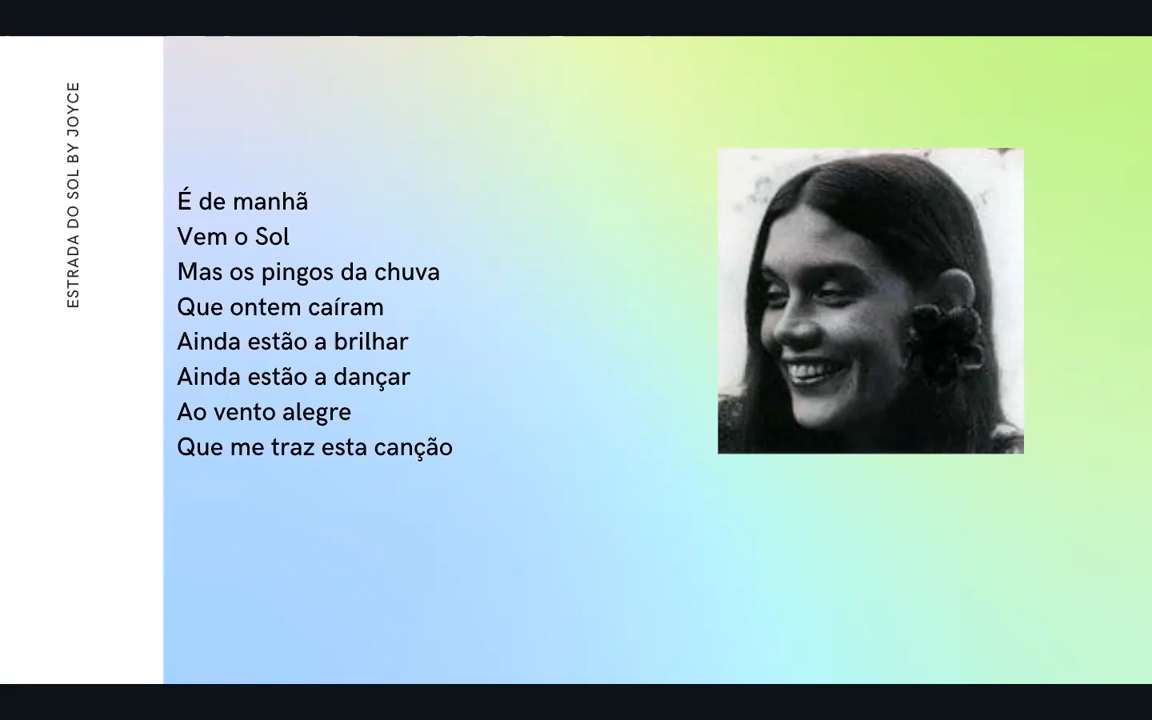 ESTRADA DO SOL BY JOYCE
É de manhã
Vem o Sol
Mas os pingos da chuva
Que ontem caíram
Ainda estão a brilhar
Ainda estão a dançar
Ao vento alegre
Que me traz esta canção